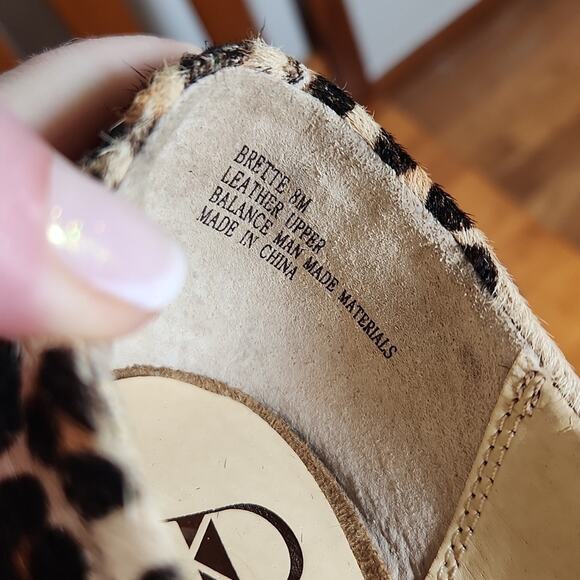 BRETTE 8M
LEATHER UPPER
BALANCE MAN MADE MATERIALS
MADE IN CHINA